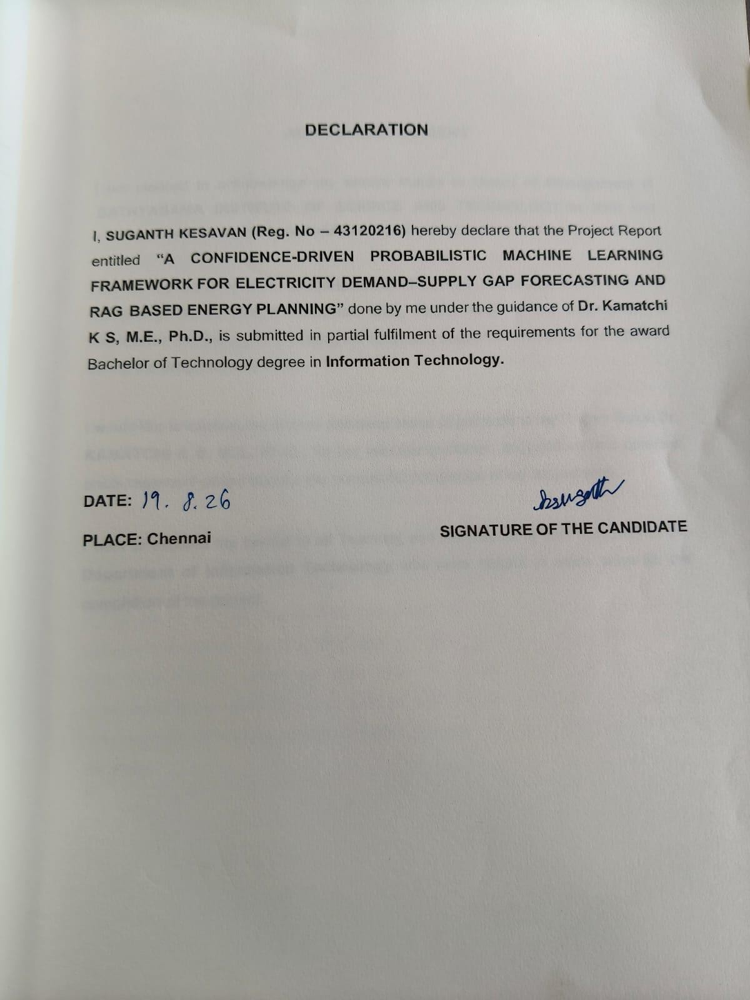 DECLARATION
I, SUGANTH KESAVAN (Reg. No – 43120216) hereby declare that the Project Report
entitled “A CONFIDENCE-DRIVEN PROBABILISTIC MACHINE LEARNING
FRAMEWORK FOR ELECTRICITY DEMAND–SUPPLY GAP FORECASTING AND
RAG BASED ENERGY PLANNING” done by me under the guidance of Dr. Kamatchi
K S, M.E., Ph.D., is submitted in partial fulfilment of the requirements for the award
Bachelor of Technology degree in Information Technology.
DATE: 19. 8. 26
PLACE: Chennai
SIGNATURE OF THE CANDIDATE